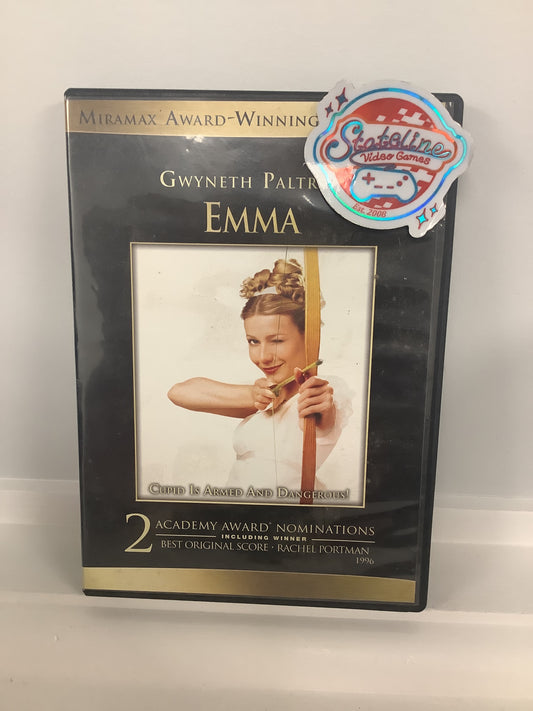 MIRAMAX AWARD-WINNING
Stateline
Video Games
Est. 2008
GWYNETH PALTR
EMMA
CUPID IS ARMED AND DANGEROUS!
2 ACADEMY AWARD® NOMINATIONS
INCLUDING WINNER
BEST ORIGINAL SCORE · RACHEL PORTMAN
1996